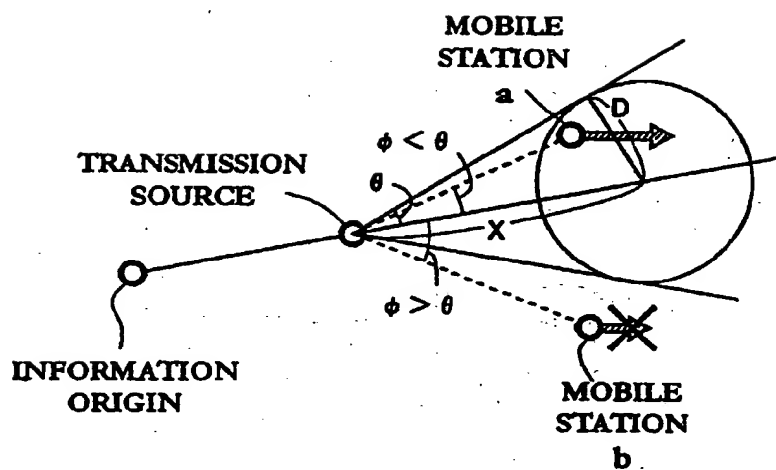 MOBILE
STATION
a
D
ϕ < θ
TRANSMISSION
SOURCE
θ
X
ϕ > θ
INFORMATION
ORIGIN
MOBILE
STATION
b